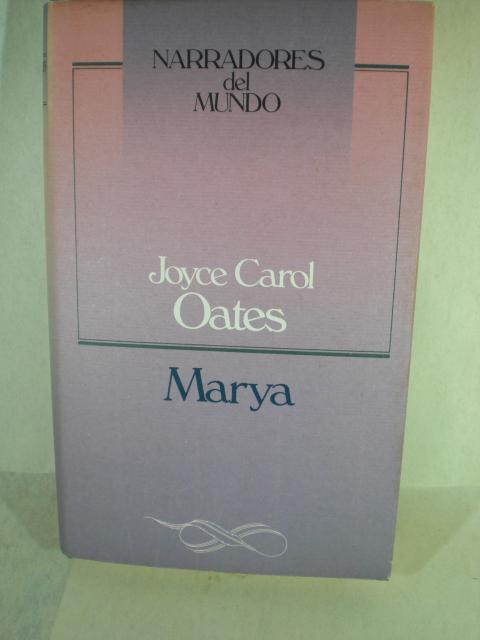 NARRADORES
del
MUNDO
Joyce Carol
Oates
Marya